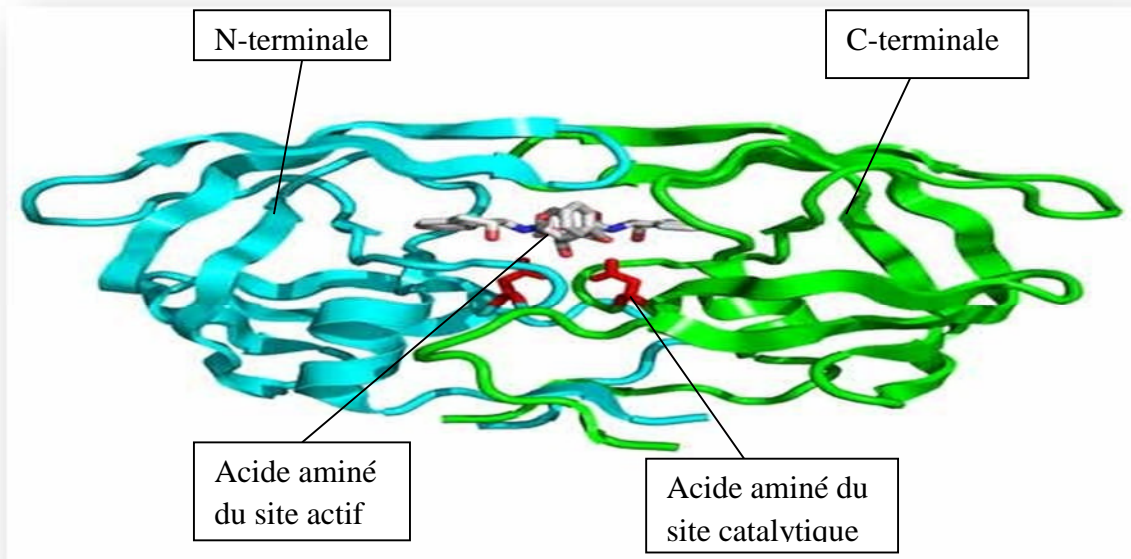 N-terminale
C-terminale
Acide aminé
du site actif
Acide aminé du
site catalytique